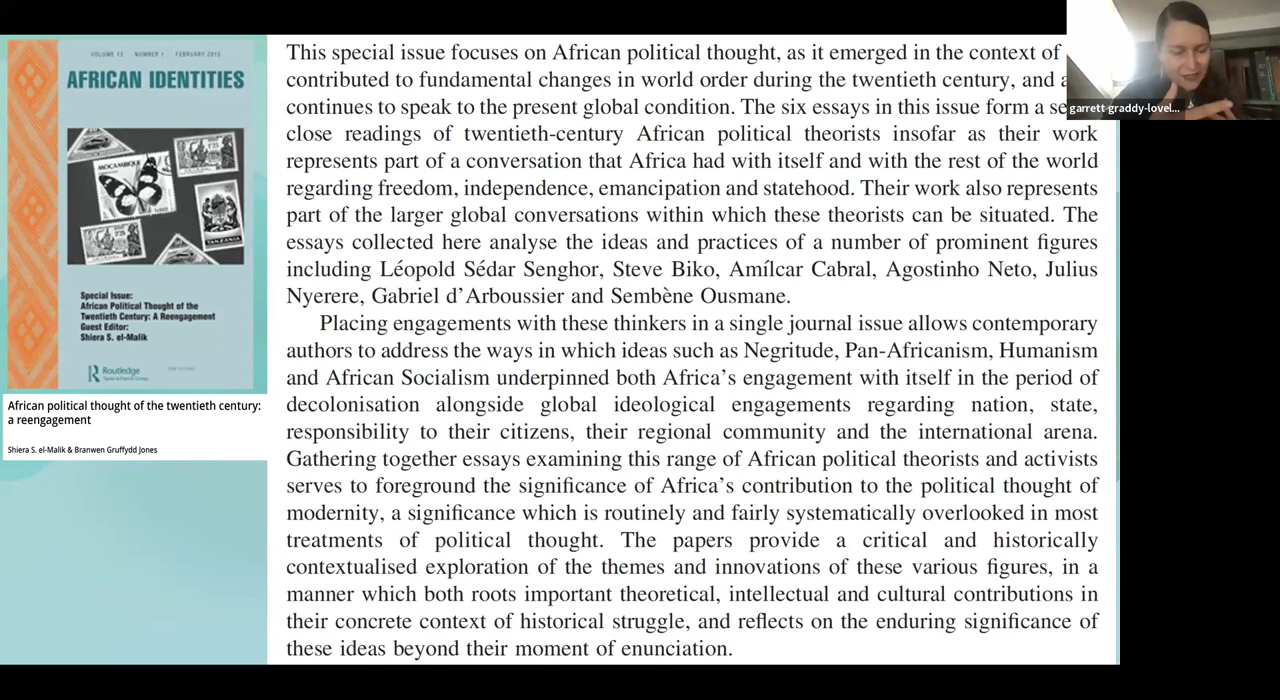 VOLUME 13 NUMBER 1 FEBRUARY 2015
AFRICAN IDENTITIES
MOÇAMBIQUE
TANZANIA
Special Issue:
African Political Thought of the
Twentieth Century: A Reengagement
Guest Editor:
Shiera S. el-Malik
Routledge
Taylor & Francis Group
African political thought of the twentieth century:
a reengagement
Shiera S. el-Malik & Branwen Gruffydd Jones
This special issue focuses on African political thought, as it emerged in the context of
contributed to fundamental changes in world order during the twentieth century, and
continues to speak to the present global condition. The six essays in this issue form a
close readings of twentieth-century African political theorists insofar as their work
represents part of a conversation that Africa had with itself and with the rest of the world
regarding freedom, independence, emancipation and statehood. Their work also represents
part of the larger global conversations within which these theorists can be situated. The
essays collected here analyse the ideas and practices of a number of prominent figures
including Léopold Sédar Senghor, Steve Biko, Amílcar Cabral, Agostinho Neto, Julius
Nyerere, Gabriel d'Arboussier and Sembène Ousmane.
Placing engagements with these thinkers in a single journal issue allows contemporary
authors to address the ways in which ideas such as Negritude, Pan-Africanism, Humanism
and African Socialism underpinned both Africa's engagement with itself in the period of
decolonisation alongside global ideological engagements regarding nation, state,
responsibility to their citizens, their regional community and the international arena.
Gathering together essays examining this range of African political theorists and activists
serves to foreground the significance of Africa's contribution to the political thought of
modernity, a significance which is routinely and fairly systematically overlooked in most
treatments of political thought. The papers provide a critical and historically
contextualised exploration of the themes and innovations of these various figures, in a
manner which both roots important theoretical, intellectual and cultural contributions in
their concrete context of historical struggle, and reflects on the enduring significance of
these ideas beyond their moment of enunciation.
garrett graddy-lovel...